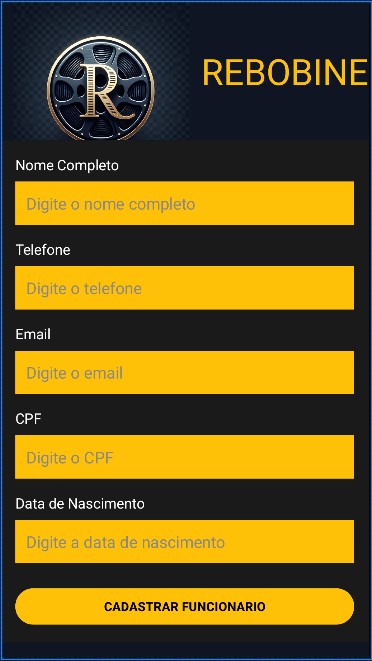 R
REBOBINE
Nome Completo
Digite o nome completo
Telefone
Digite o telefone
Email
Digite o email
CPF
Digite o CPF
Data de Nascimento
Digite a data de nascimento
CADASTRAR FUNCIONARIO